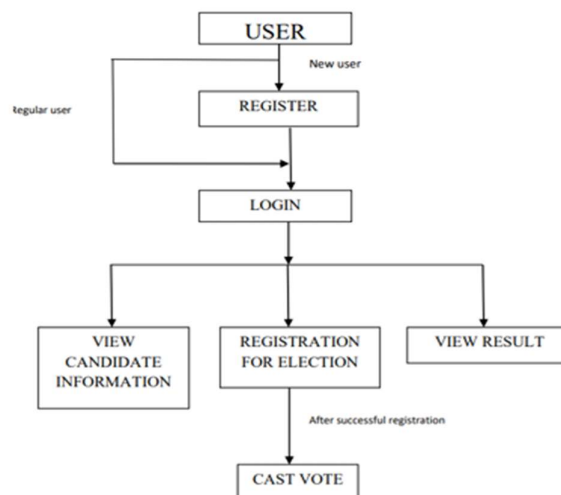 USER
New user
Regular user
REGISTER
LOGIN
VIEW
CANDIDATE
INFORMATION
REGISTRATION
FOR ELECTION
VIEW RESULT
After successful registration
CAST VOTE